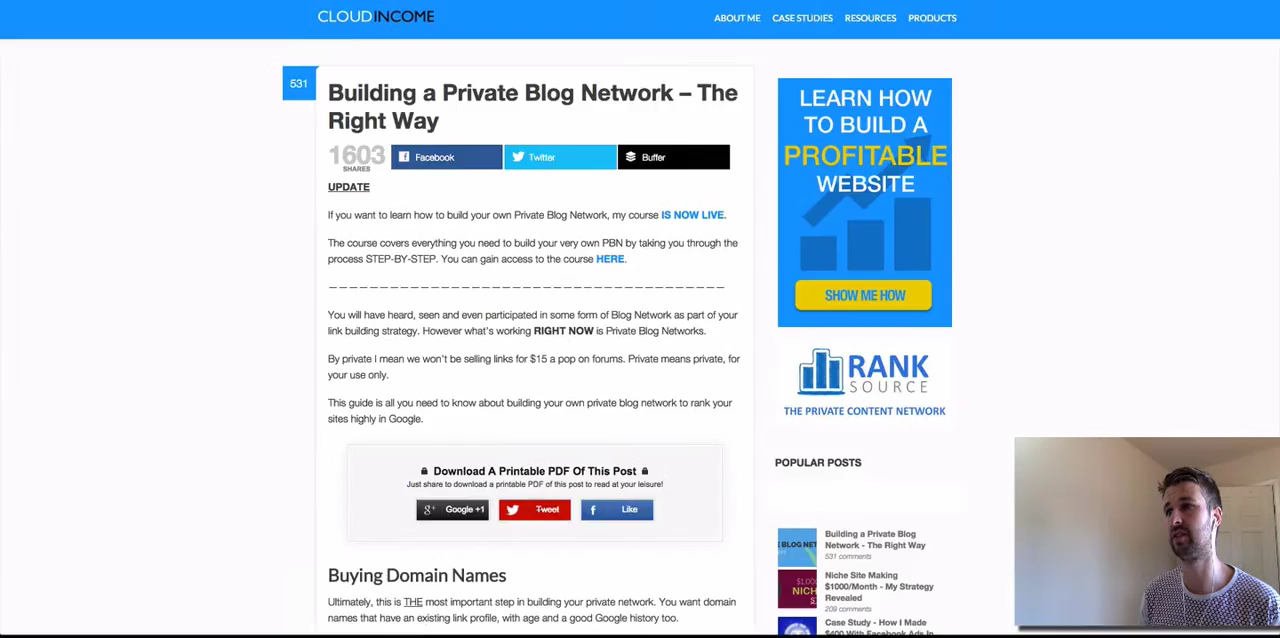 CLOUDINCOME
ABOUT ME CASE STUDIES RESOURCES PRODUCTS
531
Building a Private Blog Network – The
Right Way
1603
SHARES
Facebook
Twitter
Buffer
UPDATE
If you want to learn how to build your own Private Blog Network, my course IS NOW LIVE.
The course covers everything you need to build your very own PBN by taking you through the
process STEP-BY-STEP. You can gain access to the course HERE.
You will have heard, seen and even participated in some form of Blog Network as part of your
link building strategy. However what's working RIGHT NOW is Private Blog Networks.
By private I mean we won't be selling links for $15 a pop on forums. Private means private, for
your use only.
This guide is all you need to know about building your own private blog network to rank your
sites highly in Google.
Download A Printable PDF Of This Post
Just share to download a printable PDF of this post to read at your leisure!
Google +1
Tweet
Like
Buying Domain Names
Ultimately, this is THE most important step in building your private network. You want domain
names that have an existing link profile, with age and a good Google history too.
LEARN HOW
TO BUILD A
PROFITABLE
WEBSITE
SHOW ME HOW
RANK
SOURCE
THE PRIVATE CONTENT NETWORK
POPULAR POSTS
Building a Private Blog
Network - The Right Way
531 comments
Niche Site Making
$1000/Month - My Strategy
Revealed
209 comments
Case Study - How I Made
$400 With Facebook Ads In